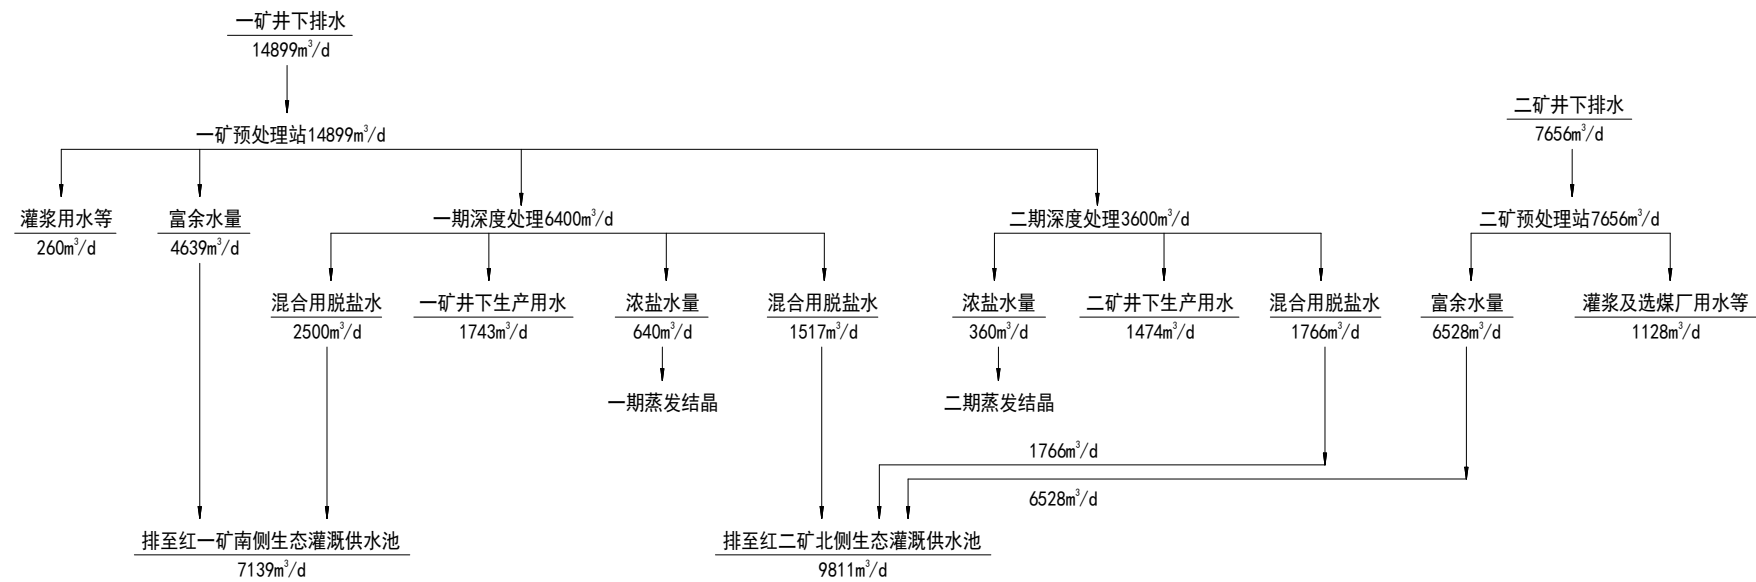 一矿井下排水
14899m³/d
二矿井下排水
7656m³/d
一矿预处理站14899m³/d
灌浆用水等
260m³/d
富余水量
4639m³/d
一期深度处理6400m³/d
二期深度处理3600m³/d
二矿预处理站7656m³/d
混合用脱盐水
2500m³/d
一矿井下生产用水
1743m³/d
浓盐水量
640m³/d
混合用脱盐水
1517m³/d
浓盐水量
360m³/d
二矿井下生产用水
1474m³/d
混合用脱盐水
1766m³/d
富余水量
6528m³/d
灌浆及选煤厂用水等
1128m³/d
一期蒸发结晶
二期蒸发结晶
1766m³/d
6528m³/d
排至红一矿南侧生态灌溉供水池
7139m³/d
排至红二矿北侧生态灌溉供水池
9811m³/d